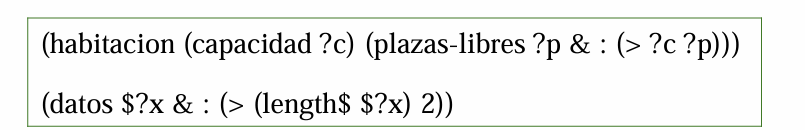 (habitacion (capacidad ?c) (plazas-libres ?p & : (> ?c ?p)))
(datos $?x & : (> (length$ $?x) 2))